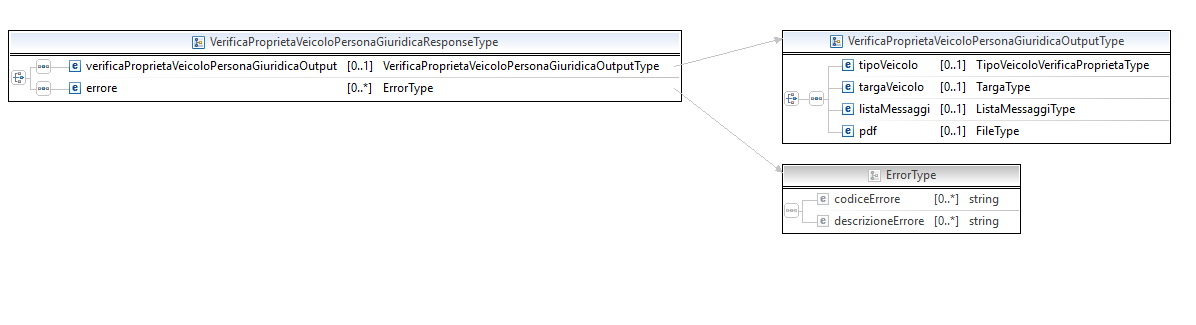 VerificaProprietaVeicoloPersonaGiuridicaResponseType
e verificaProprietaVeicoloPersonaGiuridicaOutput [0..1] VerificaProprietaVeicoloPersonaGiuridicaOutputType
e errore [0..*] ErrorType
VerificaProprietaVeicoloPersonaGiuridicaOutputType
e tipoVeicolo [0..1] TipoVeicoloVerificaProprietaType
e targaVeicolo [0..1] TargaType
e listaMessaggi [0..1] ListaMessaggiType
e pdf [0..1] FileType
ErrorType
e codiceErrore [0..*] string
e descrizioneErrore [0..*] string